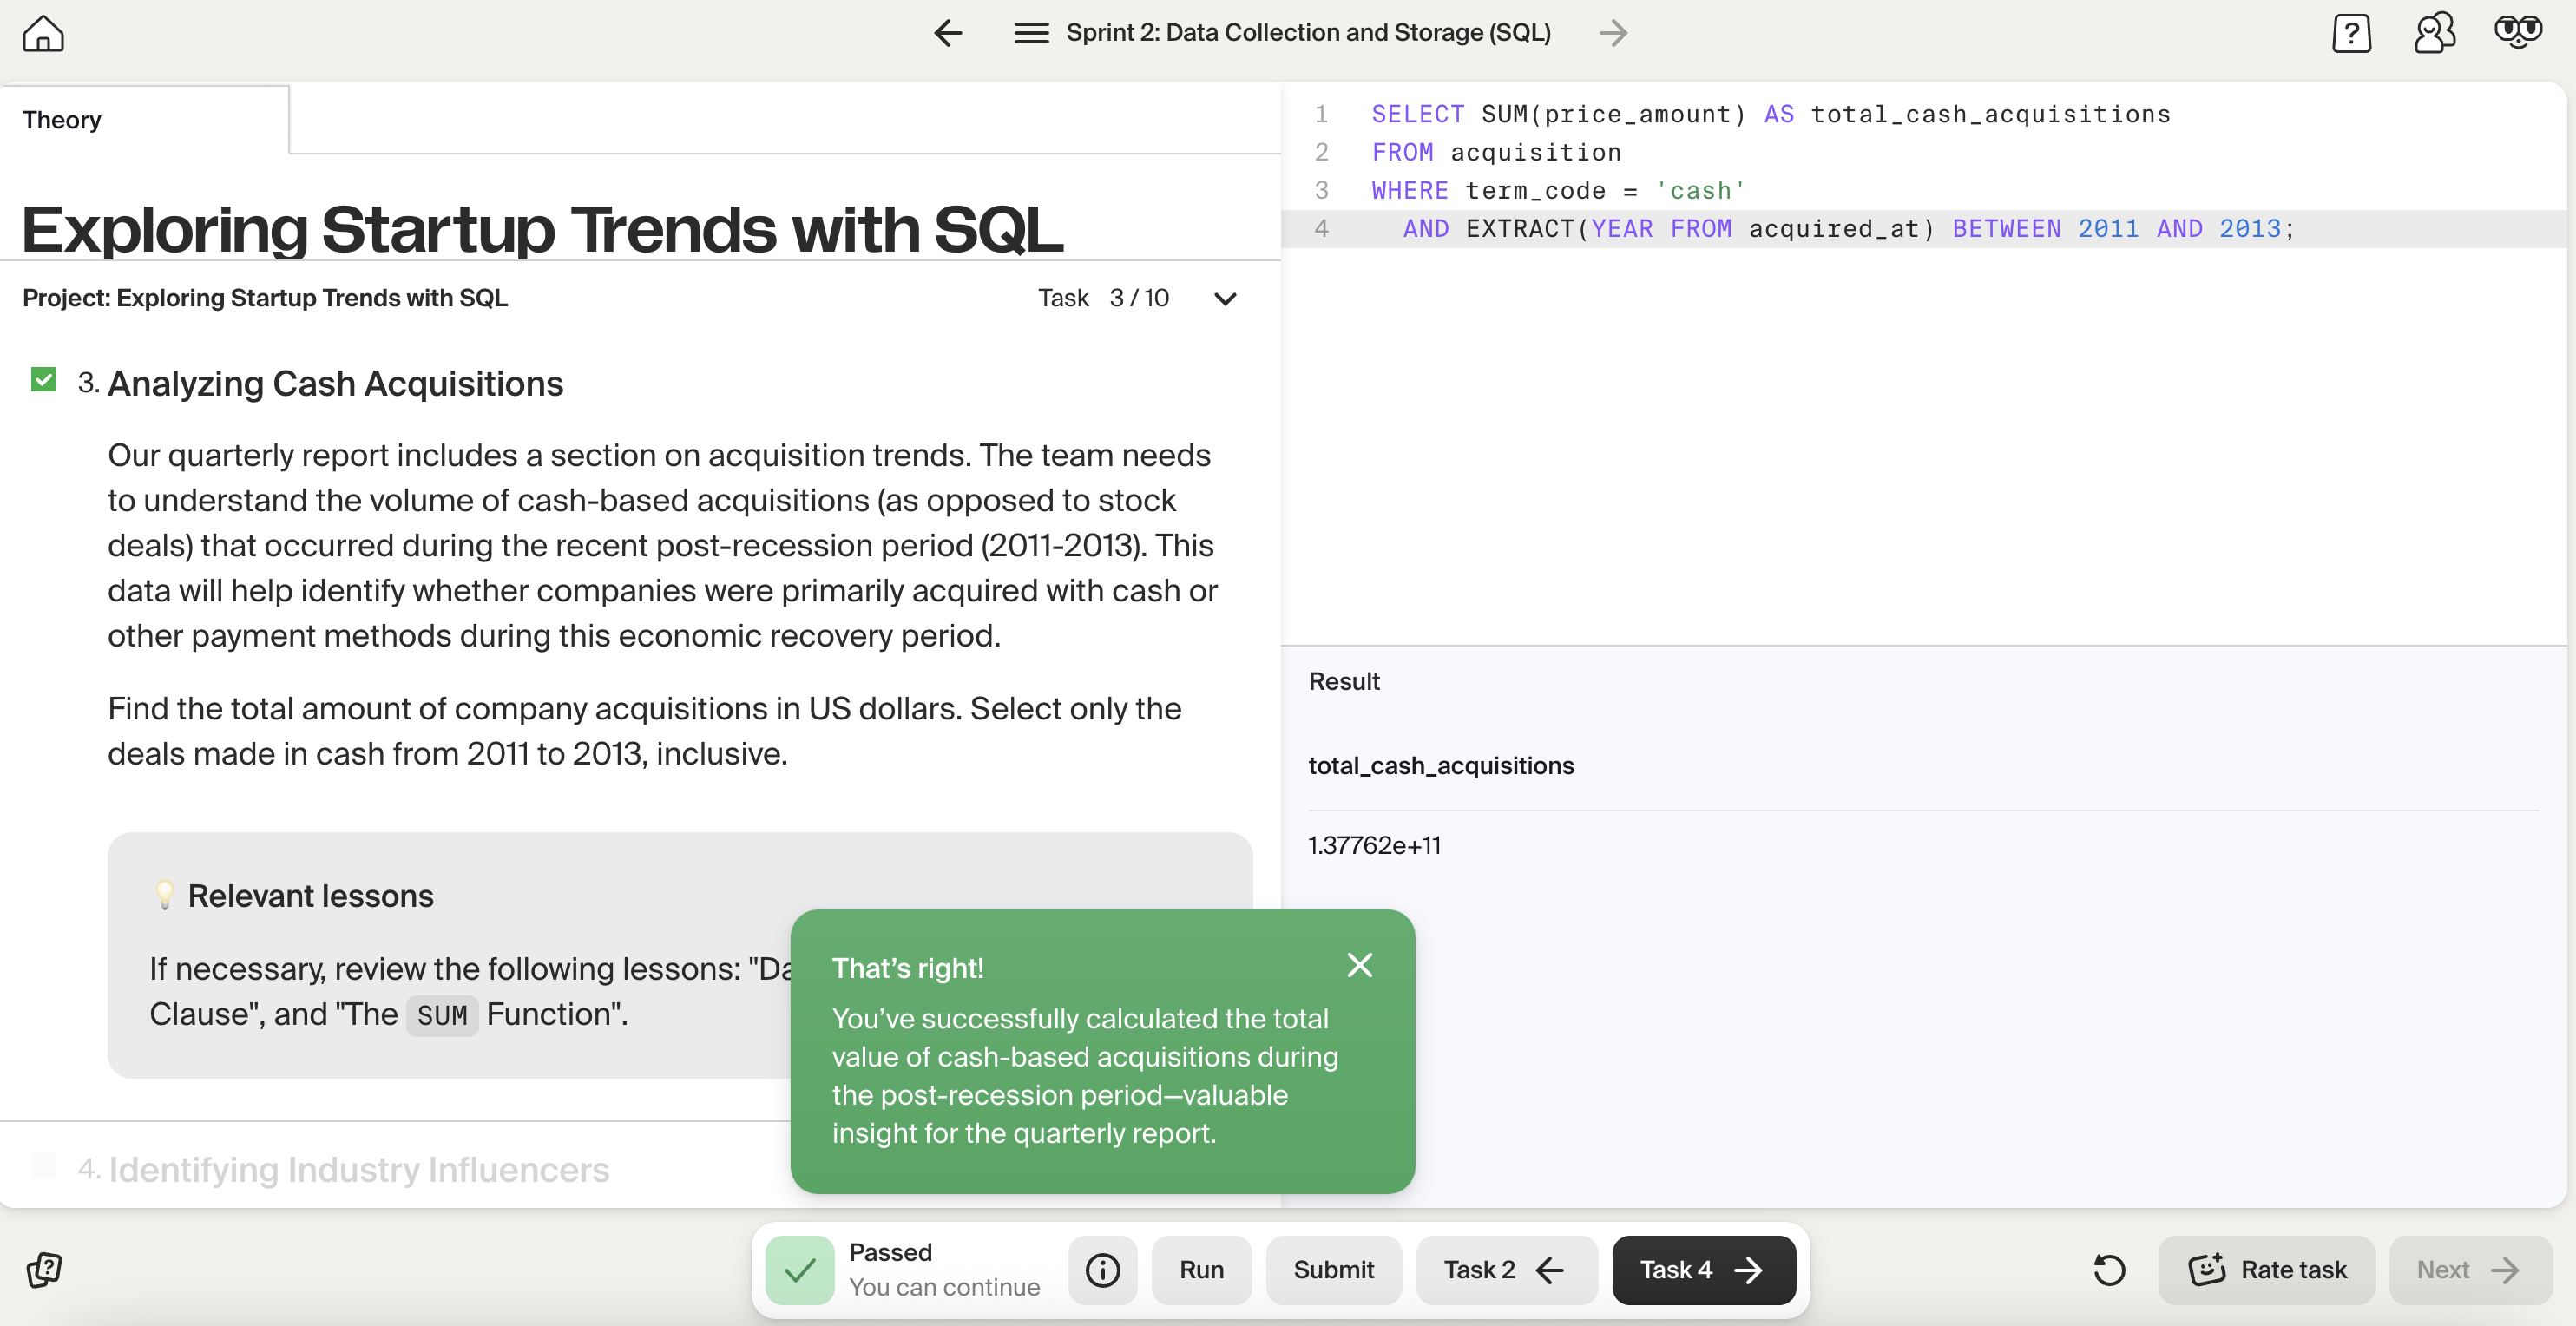 Sprint 2: Data Collection and Storage (SQL)
Theory
Exploring Startup Trends with SQL
Project: Exploring Startup Trends with SQL
Task 3 / 10
3. Analyzing Cash Acquisitions
Our quarterly report includes a section on acquisition trends. The team needs
to understand the volume of cash-based acquisitions (as opposed to stock
deals) that occurred during the recent post-recession period (2011-2013). This
data will help identify whether companies were primarily acquired with cash or
other payment methods during this economic recovery period.
Find the total amount of company acquisitions in US dollars. Select only the
deals made in cash from 2011 to 2013, inclusive.
Relevant lessons
If necessary, review the following lessons: "Da
Clause", and "The SUM Function".
4. Identifying Industry Influencers
1 SELECT SUM(price_amount) AS total_cash_acquisitions
2 FROM acquisition
3 WHERE term_code = 'cash'
4 AND EXTRACT(YEAR FROM acquired_at) BETWEEN 2011 AND 2013;
Result
total_cash_acquisitions
1.37762e+11
That's right!
You've successfully calculated the total
value of cash-based acquisitions during
the post-recession period—valuable
insight for the quarterly report.
Passed
You can continue
Run
Submit
Task 2
Task 4
Rate task
Next